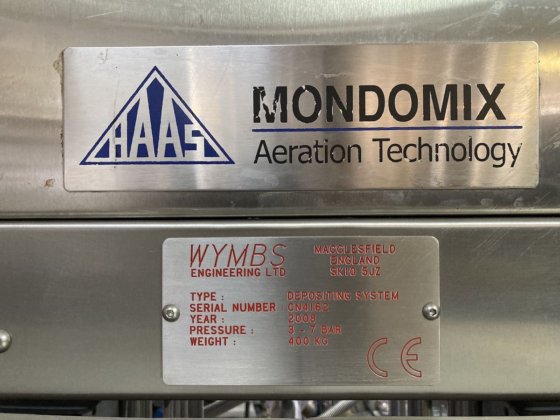 HAAS
MONDOMIX
Aeration Technology
WYMBS
ENGINEERING LTD
MACCLESFIELD
ENGLAND
SK10 5JZ
TYPE : DEPOSITING SYSTEM
SERIAL NUMBER CN4162
YEAR : 2008
PRESSURE : 3 - 7 BAR
WEIGHT : 400 KG
CE